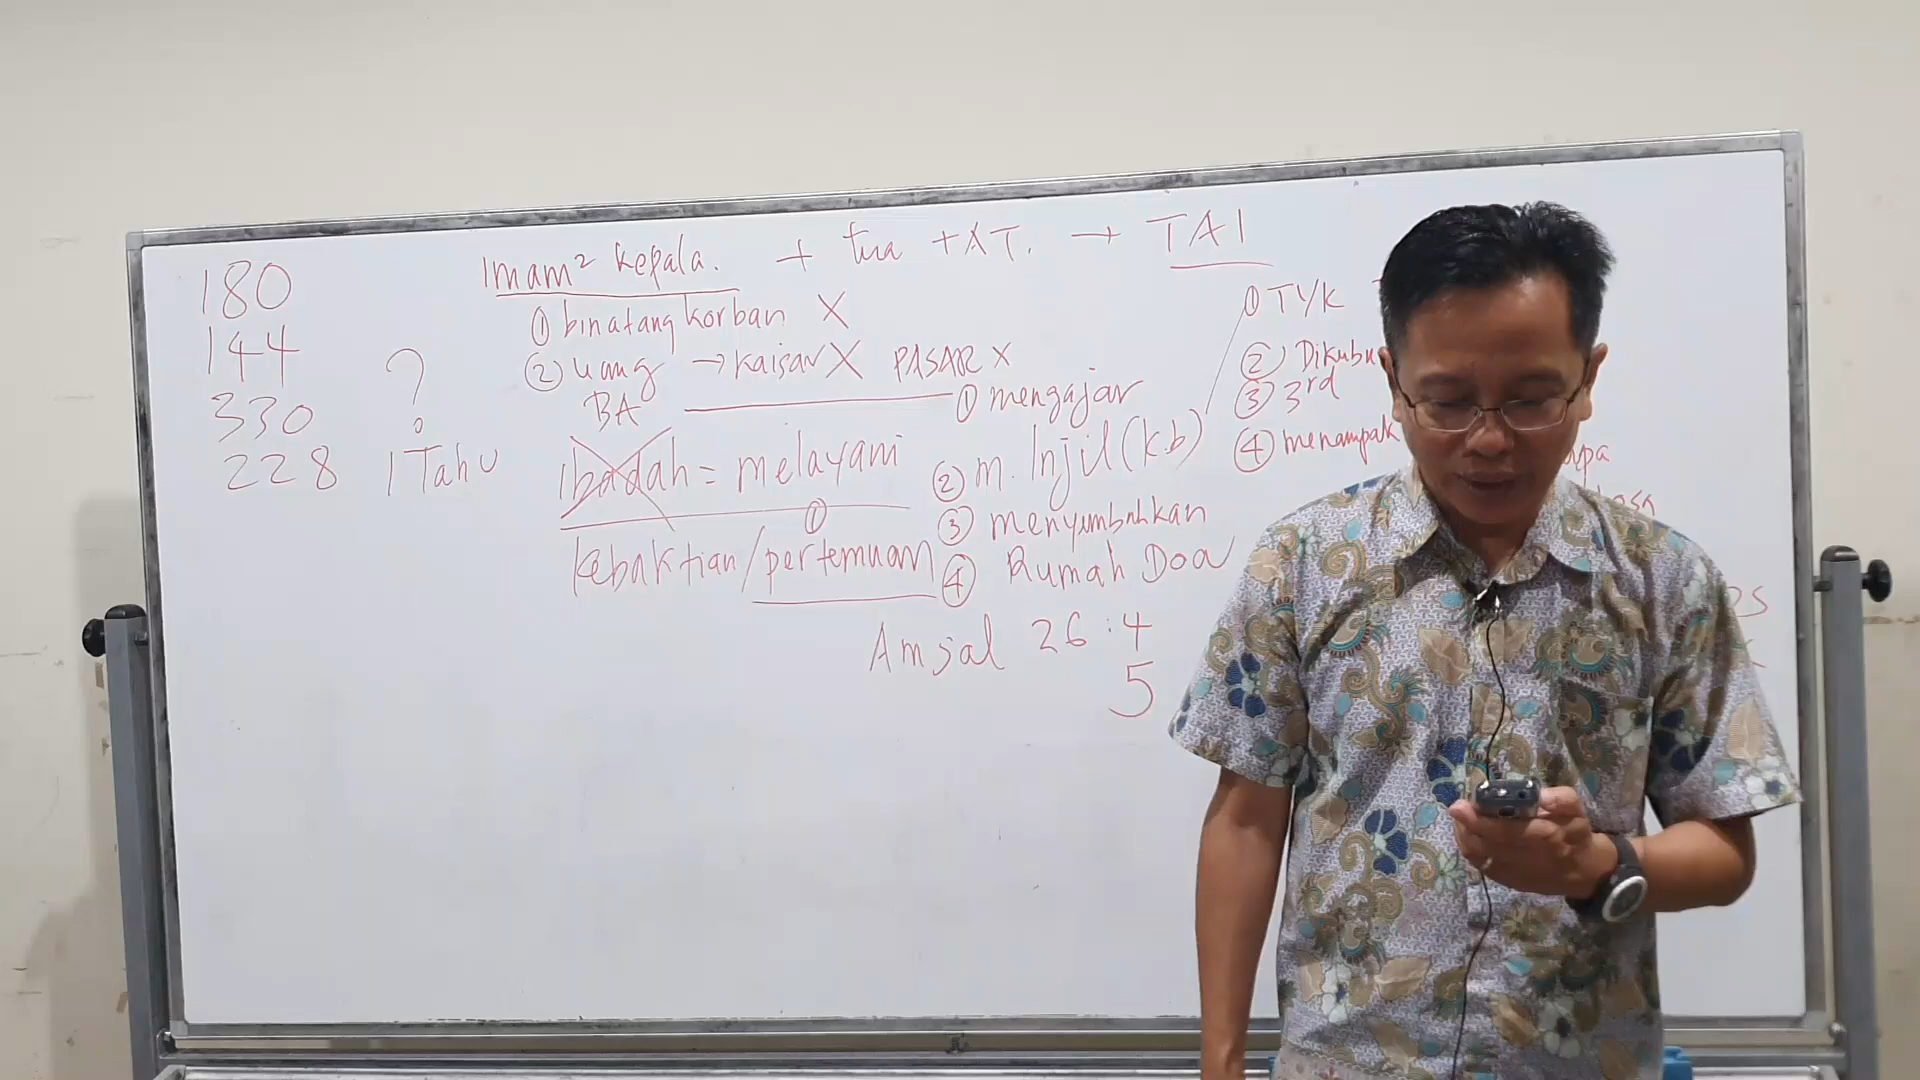 180
144
330
228
?
1 Tahu
Imam² kepala. + tua + AT. → TAI
① binatang korban X
② uang → kaisar X PASAR X
BA
Ibadah = melayani
①
kebaktian/pertemuan
① mengajar
② m. Injil (k.b)
③ menyembuhkan
④ Rumah Doa
Amsal 26:4
5
① TYK
② Dikubu
③ 3rd
④ menampak